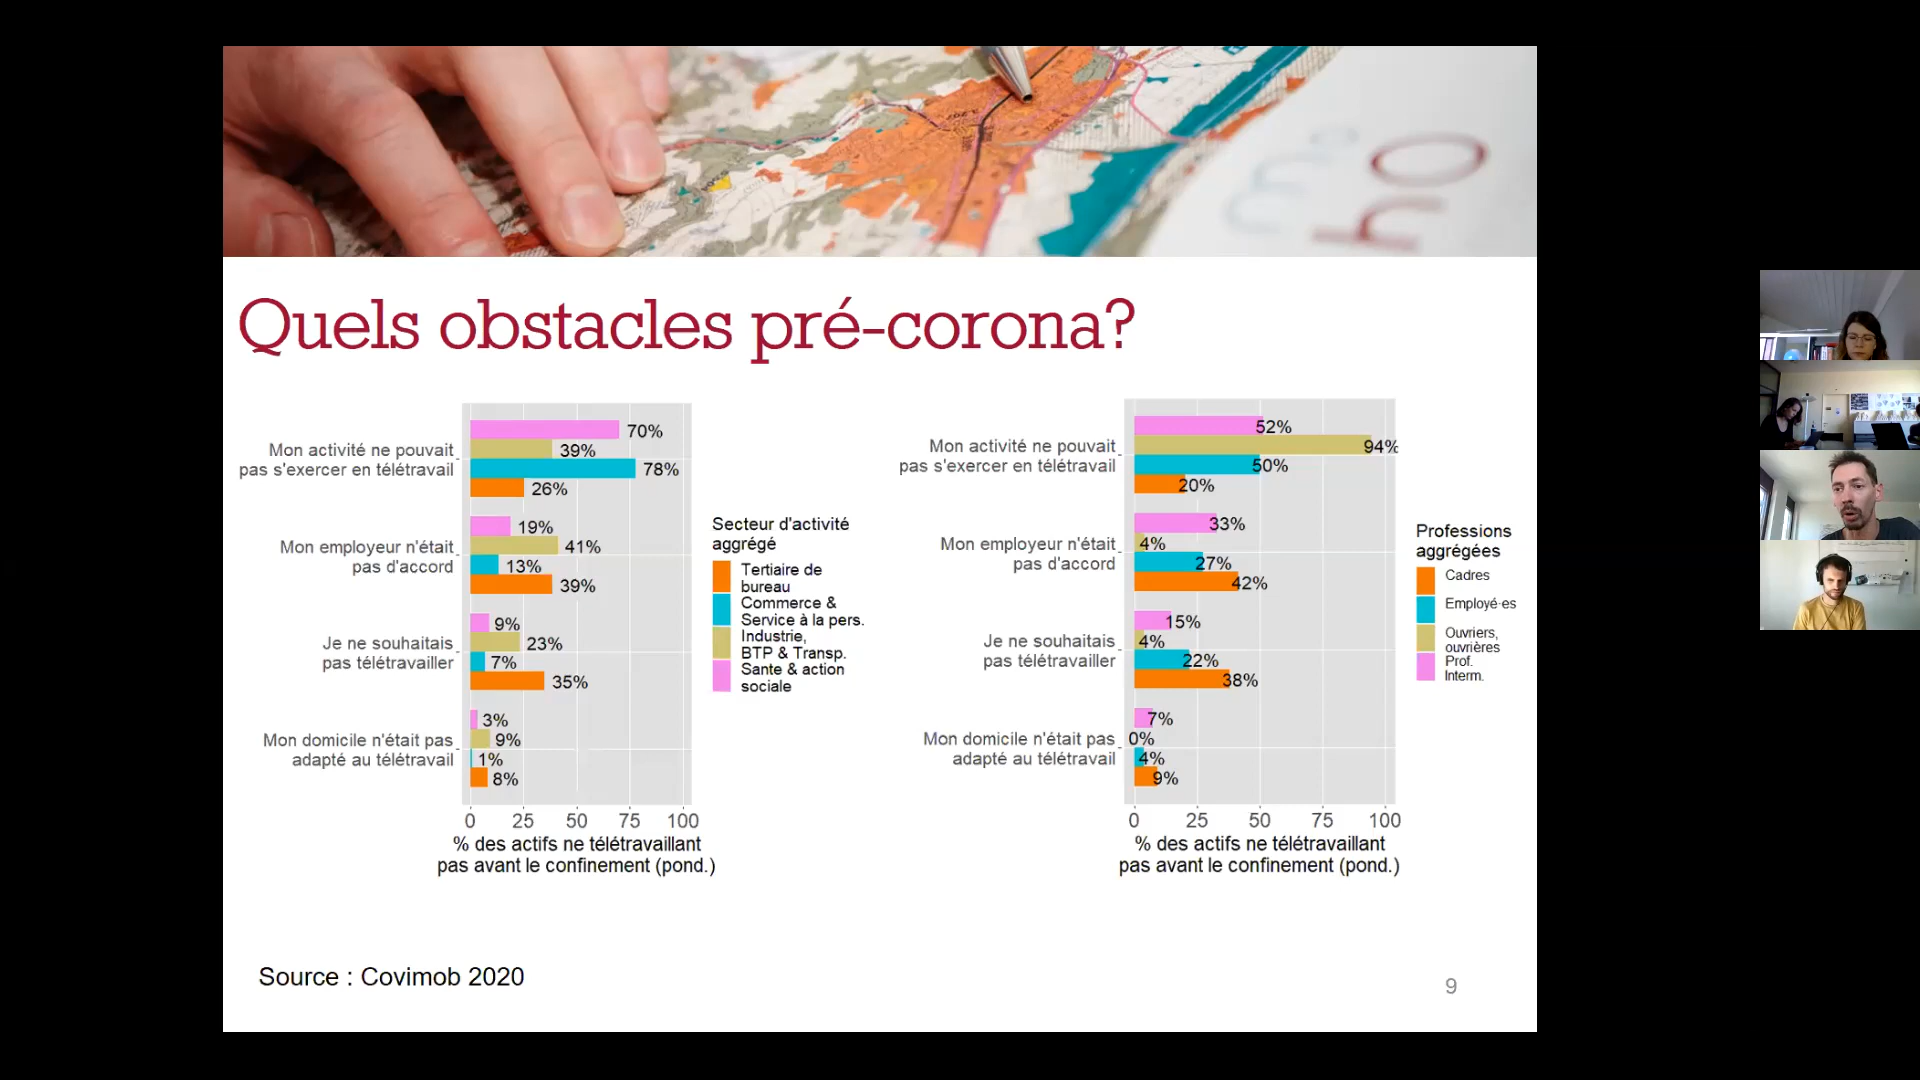 ho
Quels obstacles pré-corona?
Mon activité ne pouvait
pas s'exercer en télétravail
70%
39%
78%
26%
Mon employeur n'était
pas d'accord
19%
41%
13%
39%
Je ne souhaitais
pas télétravailler
9%
23%
7%
35%
Mon domicile n'était pas
adapté au télétravail
3%
9%
1%
8%
0 25 50 75 100
% des actifs ne télétravaillant
pas avant le confinement (pond.)
Secteur d'activité
aggrégé
Tertiaire de
bureau
Commerce &
Service à la pers.
Industrie,
BTP & Transp.
Sante & action
sociale
Mon activité ne pouvait
pas s'exercer en télétravail
52%
94%
50%
20%
Mon employeur n'était
pas d'accord
33%
4%
27%
42%
Je ne souhaitais
pas télétravailler
15%
4%
22%
38%
Mon domicile n'était pas
adapté au télétravail
7%
0%
4%
9%
0 25 50 75 100
% des actifs ne télétravaillant
pas avant le confinement (pond.)
Professions
aggrégées
Cadres
Employé·es
Ouvriers,
ouvrières
Prof.
Interm.
Source : Covimob 2020
9